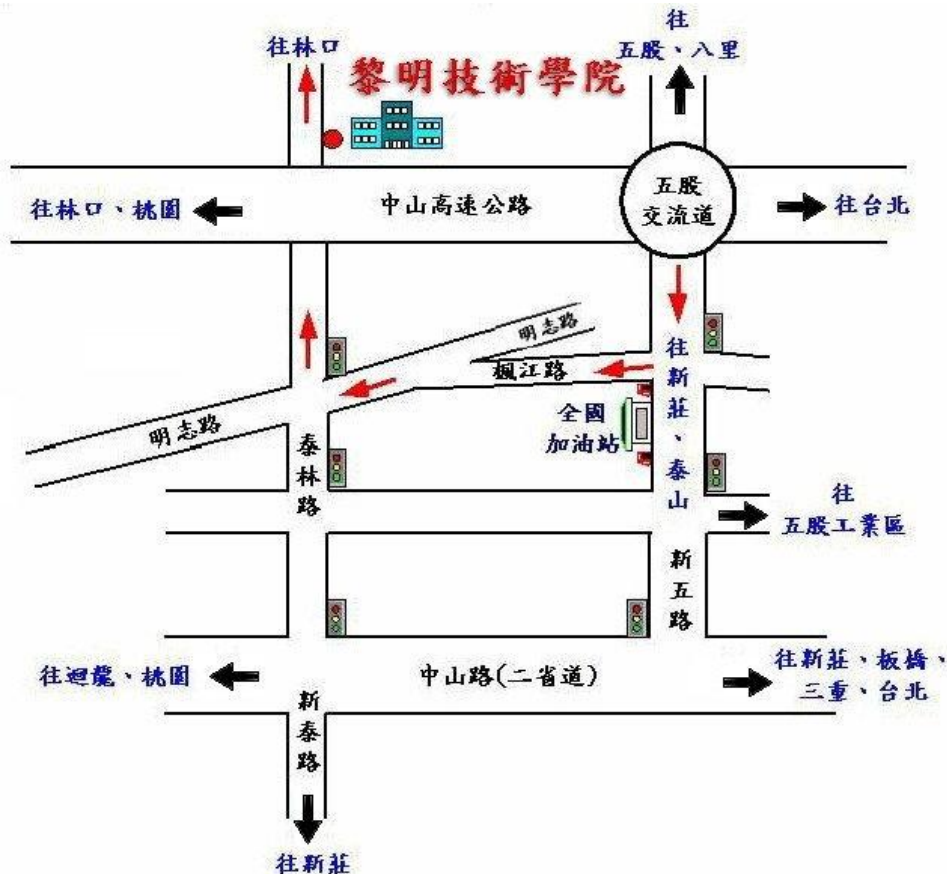 往林口
黎明技術學院
往
五股、八里
往林口、桃園
中山高速公路
五股
交流道
往台北
明志路
楓江路
往新莊、泰山
全國
加油站
明志路
泰林路
往
五股工業區
新五路
往迴龍、桃園
中山路(二省道)
往新莊、板橋、
三重、台北
新泰路
往新莊